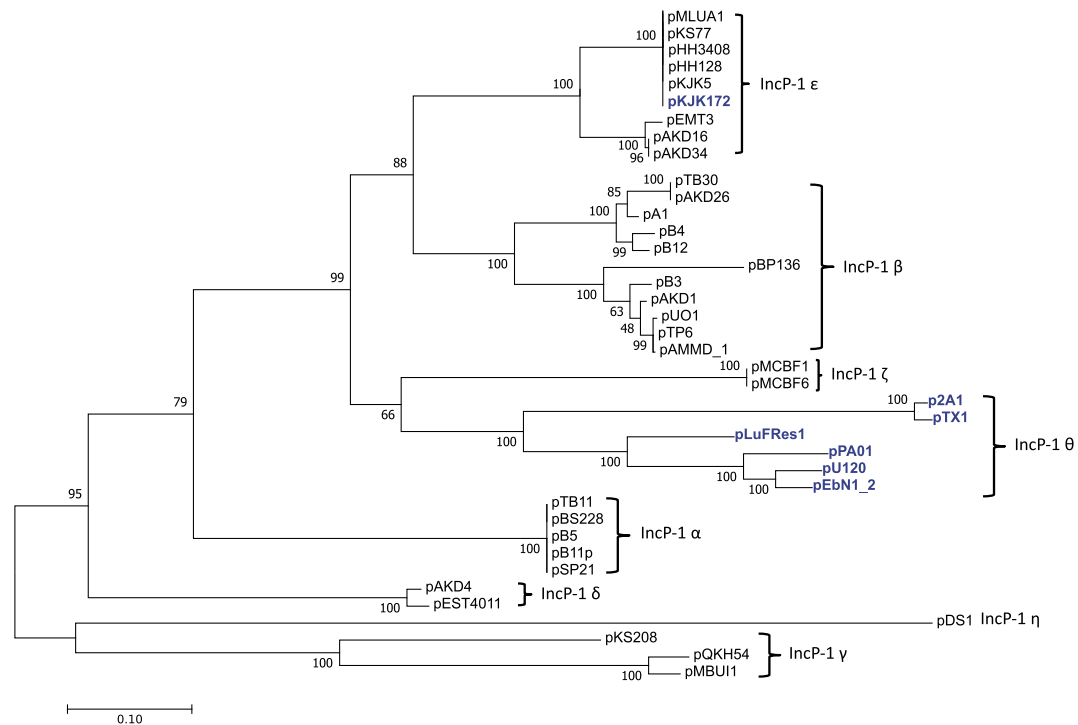 pMLUA1
100
pKS77
pHH3408
pHH128
100
pKJK5
IncP-1 ε
pKJK172
pEMT3
pAKD16
100
96
pAKD34
88
100
pTB30
85
pAKD26
100
pA1
pB4
99
pB12
100
pBP136
IncP-1 β
99
100
pB3
63
pAKD1
pUO1
48
pTP6
99
pAMMD_1
100
pMCBF1
IncP-1 ζ
pMCBF6
79
66
100
p2A1
pTX1
100
pLuFRes1
IncP-1 θ
100
pPA01
pU120
100
100
pEbN1_2
95
pTB11
pBS228
pB5
IncP-1 α
100
pB11p
pSP21
pAKD4
IncP-1 δ
100
pEST4011
pDS1 IncP-1 η
pKS208
100
pQKH54
IncP-1 γ
100
pMBUI1
0.10